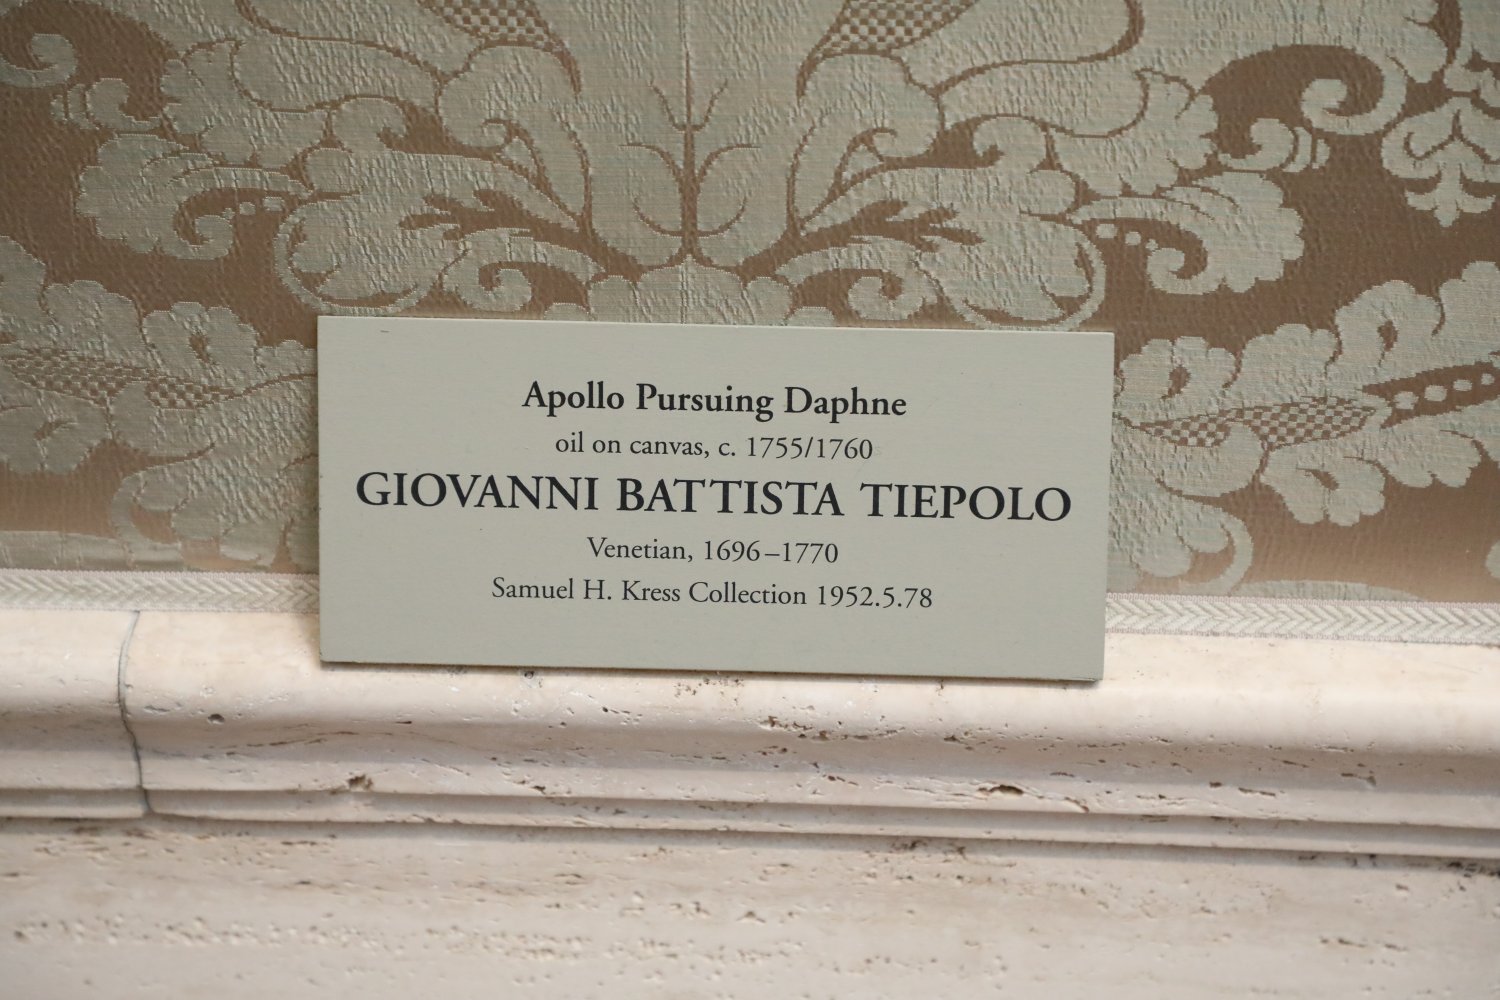 Apollo Pursuing Daphne
oil on canvas, c. 1755/1760
GIOVANNI BATTISTA TIEPOLO
Venetian, 1696–1770
Samuel H. Kress Collection 1952.5.78